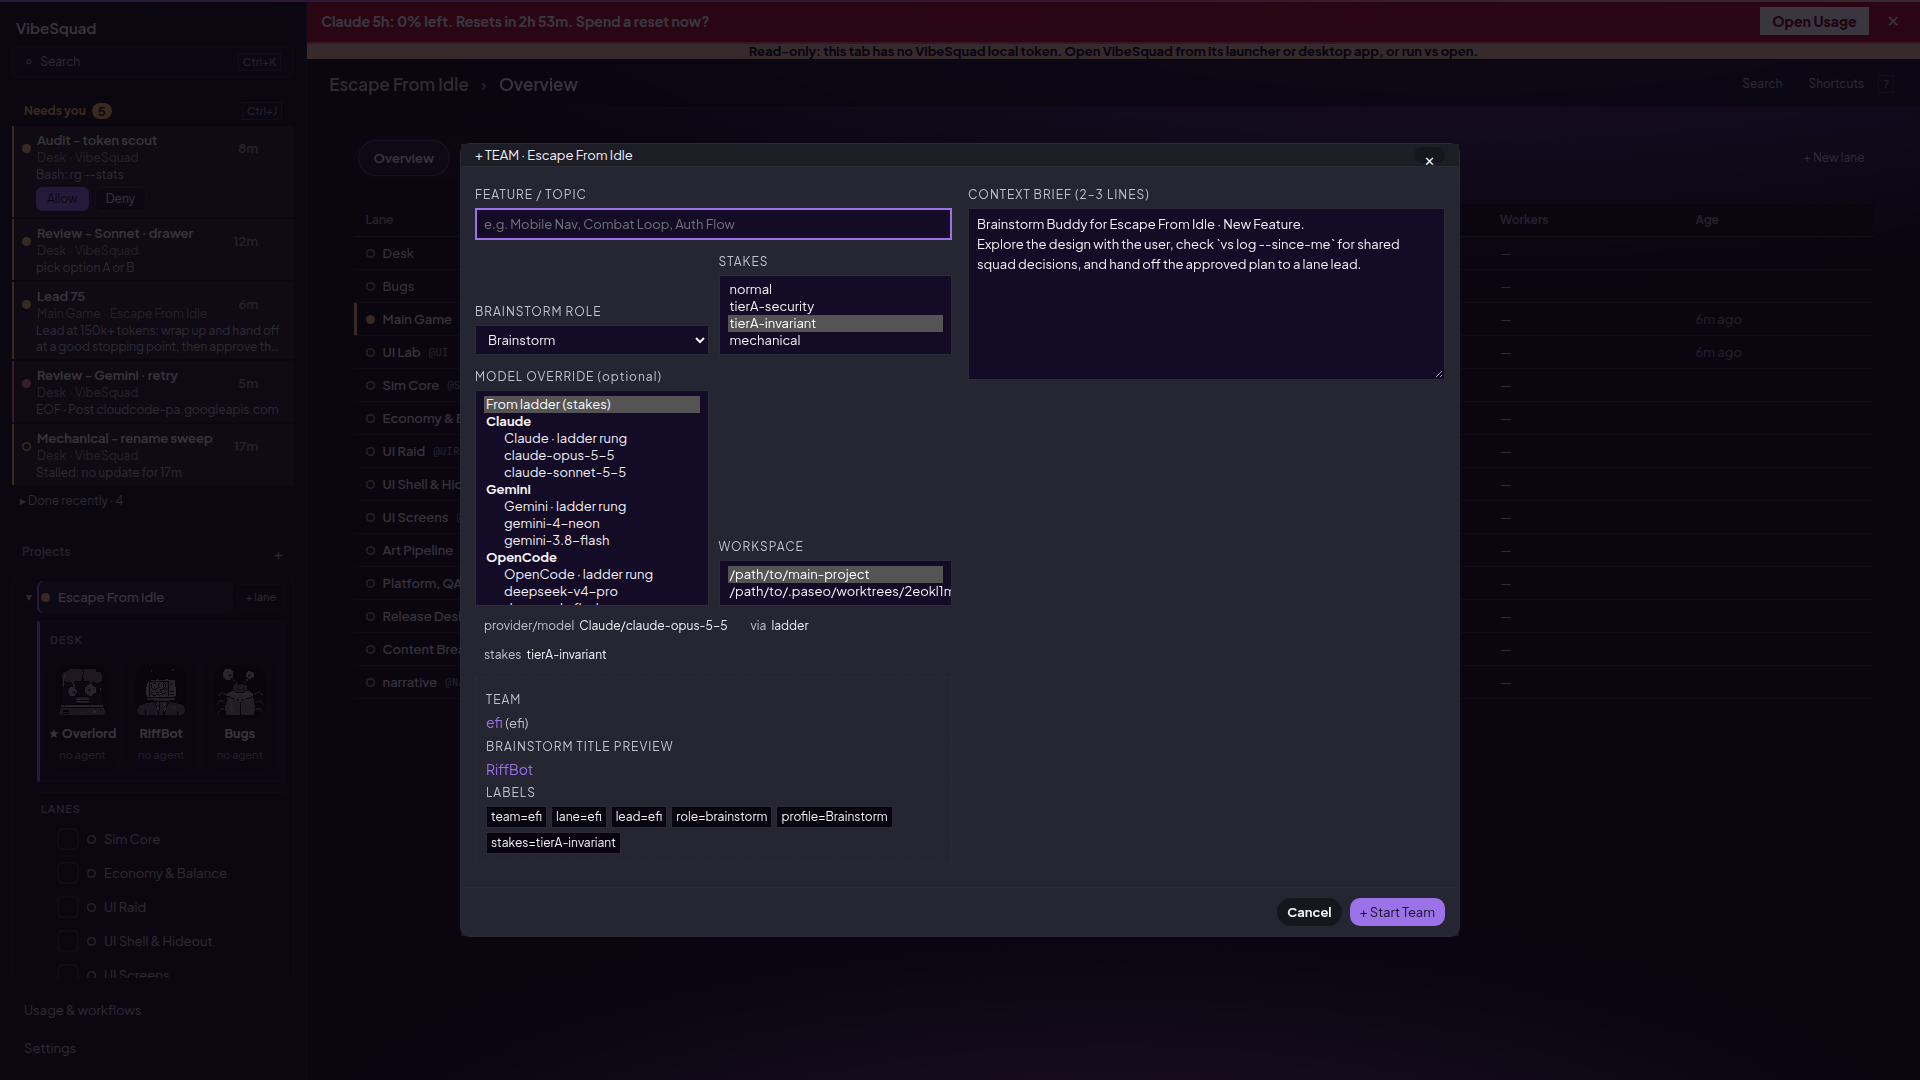 VibeSquad
Search
Ctrl+K
Needs you 5
Ctrl+J
Audit - token scout
8m
Desk · VibeSquad
Bash: rg --stats
Allow
Deny
Review - Sonnet · drawer
12m
Desk · VibeSquad
pick option A or B
Lead 75
6m
Main Game · Escape From Idle
Lead at 150k+ tokens: wrap up and hand off
at a good stopping point, then approve th...
Review - Gemini · retry
5m
Desk · VibeSquad
EOF · Post cloudcode-pa.googleapis.com
Mechanical - rename sweep
17m
Desk · VibeSquad
Stalled: no update for 17m
▸ Done recently · 4
Projects
+
▼ Escape From Idle
+ lane
DESK
★ Overlord
no agent
RiffBot
no agent
Bugs
no agent
LANES
Sim Core
Economy & Balance
UI Raid
UI Shell & Hideout
UI Screens
Usage & workflows
Settings
Claude 5h: 0% left. Resets in 2h 53m. Spend a reset now?
Open Usage
×
Read-only: this tab has no VibeSquad local token. Open VibeSquad from its launcher or desktop app, or run vs open.
Escape From Idle › Overview
Search
Shortcuts ?
Overview
+ New lane
Lane
Workers
Age
Desk
—
Bugs
—
Main Game
—
6m ago
UI Lab @UI
—
6m ago
Sim Core
—
Economy &
—
UI Raid @UIR
—
UI Shell &
—
UI Screens
—
Art Pipeline
—
Platform, QA
—
Release
—
Content
—
narrative
—
+ TEAM · Escape From Idle
×
FEATURE / TOPIC
e.g. Mobile Nav, Combat Loop, Auth Flow
BRAINSTORM ROLE
Brainstorm
STAKES
normal
tierA-security
tierA-invariant
mechanical
MODEL OVERRIDE (optional)
From ladder (stakes)
Claude
Claude · ladder rung
claude-opus-5-5
claude-sonnet-5-5
Gemini
Gemini · ladder rung
gemini-4-neon
gemini-3.8-flash
OpenCode
OpenCode · ladder rung
deepseek-v4-pro
WORKSPACE
/path/to/main-project
/path/to/.paseo/worktrees/2eokl1m
provider/model Claude/claude-opus-5-5 via ladder
stakes tierA-invariant
TEAM
efi (efi)
BRAINSTORM TITLE PREVIEW
RiffBot
LABELS
team=efi lane=efi lead=efi role=brainstorm profile=Brainstorm
stakes=tierA-invariant
CONTEXT BRIEF (2-3 LINES)
Brainstorm Buddy for Escape From Idle · New Feature.
Explore the design with the user, check `vs log --since-me` for shared
squad decisions, and hand off the approved plan to a lane lead.
Cancel
+ Start Team